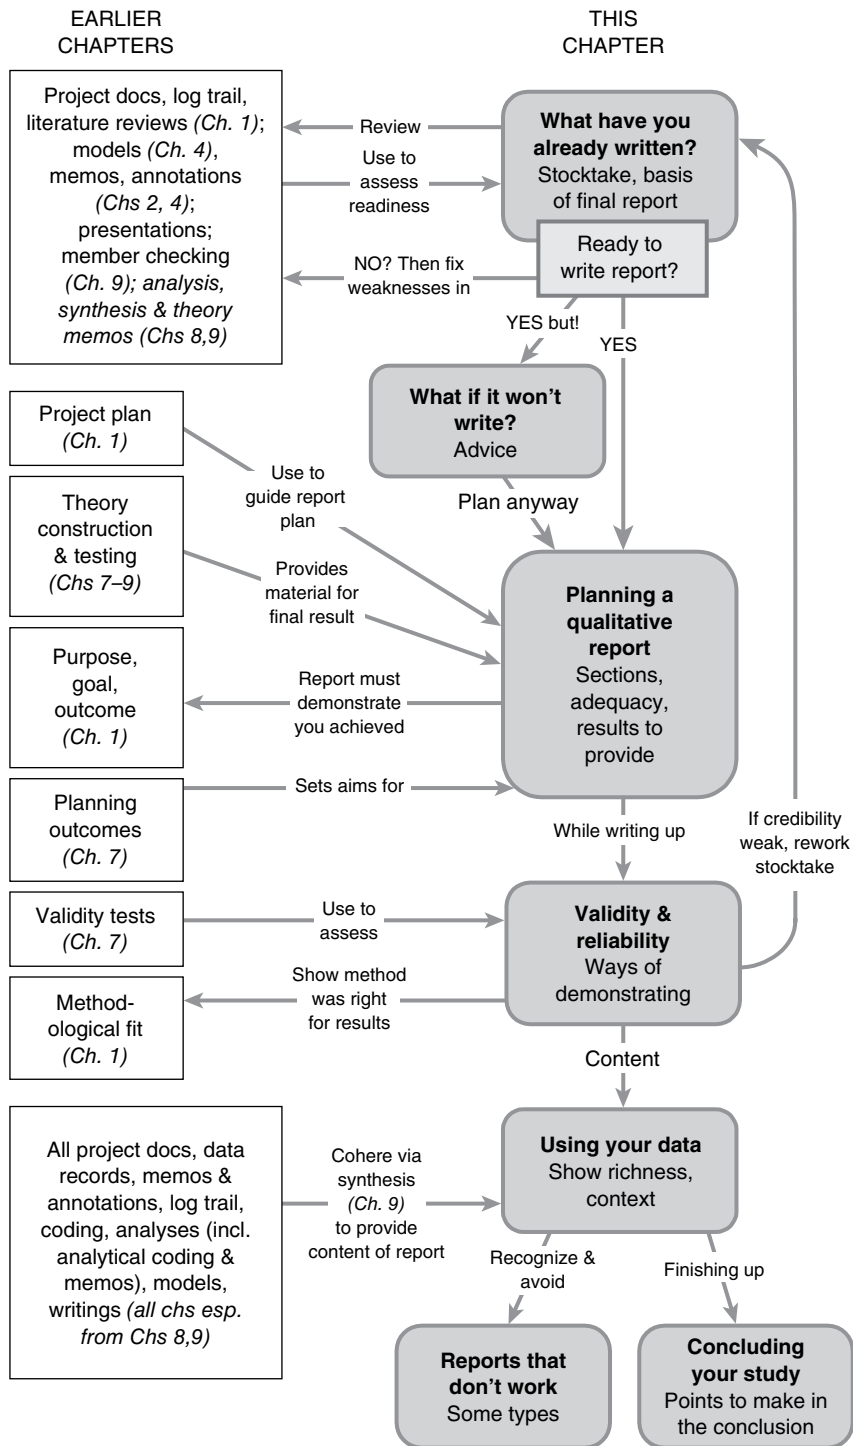 EARLIER
CHAPTERS
THIS
CHAPTER
Project docs, log trail,
literature reviews (Ch. 1);
models (Ch. 4),
memos, annotations
(Chs 2, 4);
presentations;
member checking
(Ch. 9); analysis,
synthesis & theory
memos (Chs 8,9)
Review
Use to
assess
readiness
NO? Then fix
weaknesses in
What have you
already written?
Stocktake, basis
of final report
Ready to
write report?
YES but!
YES
What if it won't
write?
Advice
Plan anyway
Project plan
(Ch. 1)
Use to
guide report
plan
Theory
construction
& testing
(Chs 7–9)
Provides
material for
final result
Planning a
qualitative
report
Sections,
adequacy,
results to
provide
Purpose,
goal,
outcome
(Ch. 1)
Report must
demonstrate
you achieved
Planning
outcomes
(Ch. 7)
Sets aims for
While writing up
If credibility
weak, rework
stocktake
Validity tests
(Ch. 7)
Use to
assess
Validity &
reliability
Ways of
demonstrating
Method-
ological fit
(Ch. 1)
Show method
was right
for results
Content
All project docs, data
records, memos &
annotations, log trail,
coding, analyses (incl.
analytical coding &
memos), models,
writings (all chs esp.
from Chs 8,9)
Cohere via
synthesis
(Ch. 9)
to provide
content of report
Using your data
Show richness,
context
Recognize &
avoid
Finishing up
Reports that
don't work
Some types
Concluding
your study
Points to make in
the conclusion